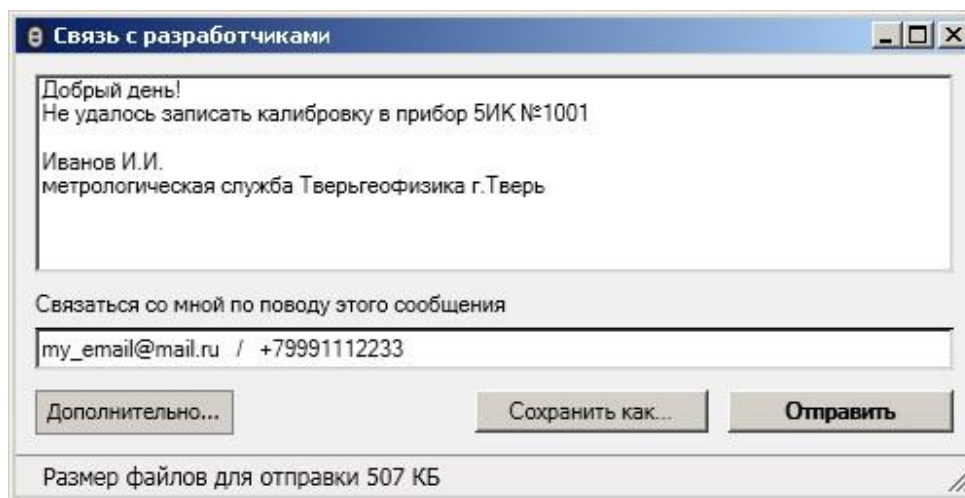 Связь с разработчиками
Добрый день!
Не удалось записать калибровку в прибор 5ИК №1001
Иванов И.И.
метрологическая служба Тверьгеофизика г.Тверь
Связаться со мной по поводу этого сообщения
my_email@mail.ru / +79991112233
Дополнительно... Сохранить как... Отправить
Размер файлов для отправки 507 КБ